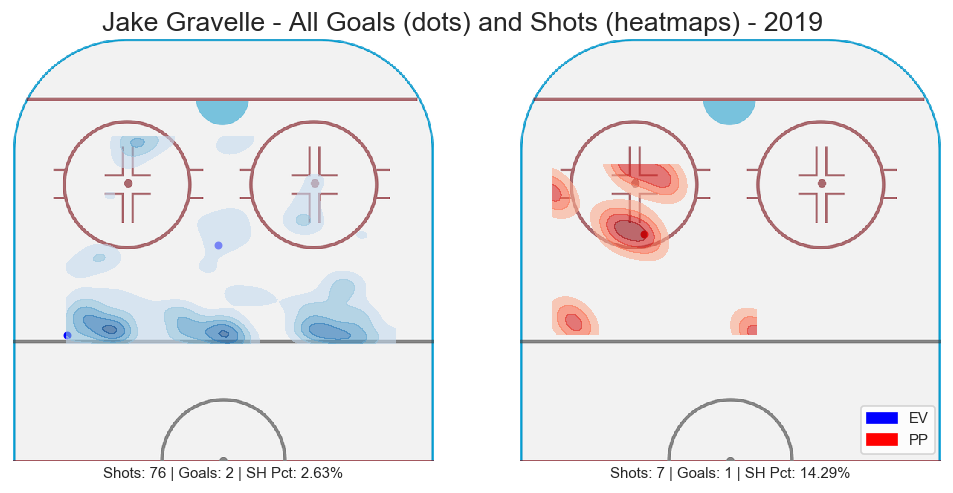 Jake Gravelle - All Goals (dots) and Shots (heatmaps) - 2019
EV
PP
Shots: 76 | Goals: 2 | SH Pct: 2.63%
Shots: 7 | Goals: 1 | SH Pct: 14.29%